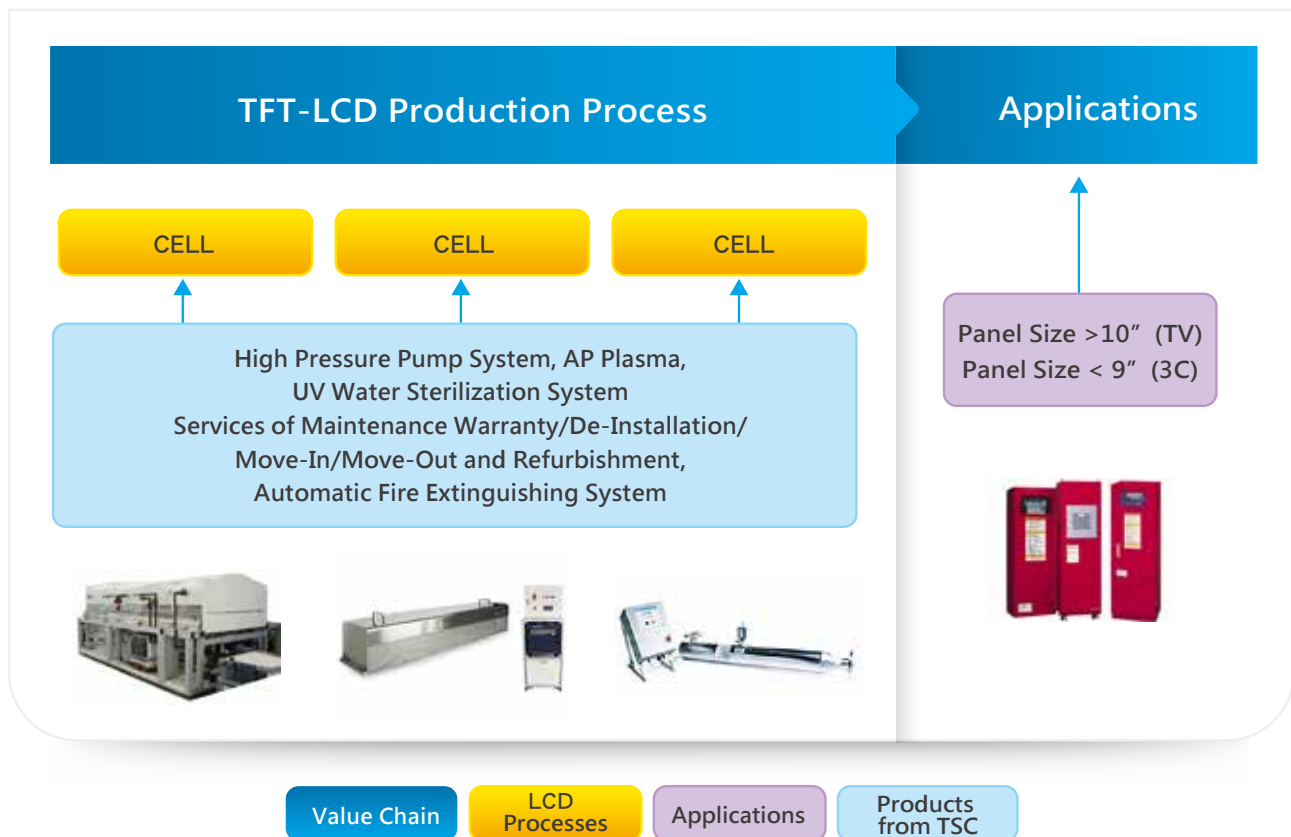 TFT-LCD Production Process
Applications
CELL
CELL
CELL
High Pressure Pump System, AP Plasma,
UV Water Sterilization System
Services of Maintenance Warranty/De-Installation/
Move-In/Move-Out and Refurbishment,
Automatic Fire Extinguishing System
Panel Size >10” (TV)
Panel Size < 9” (3C)
Value Chain
LCD
Processes
Applications
Products
from TSC